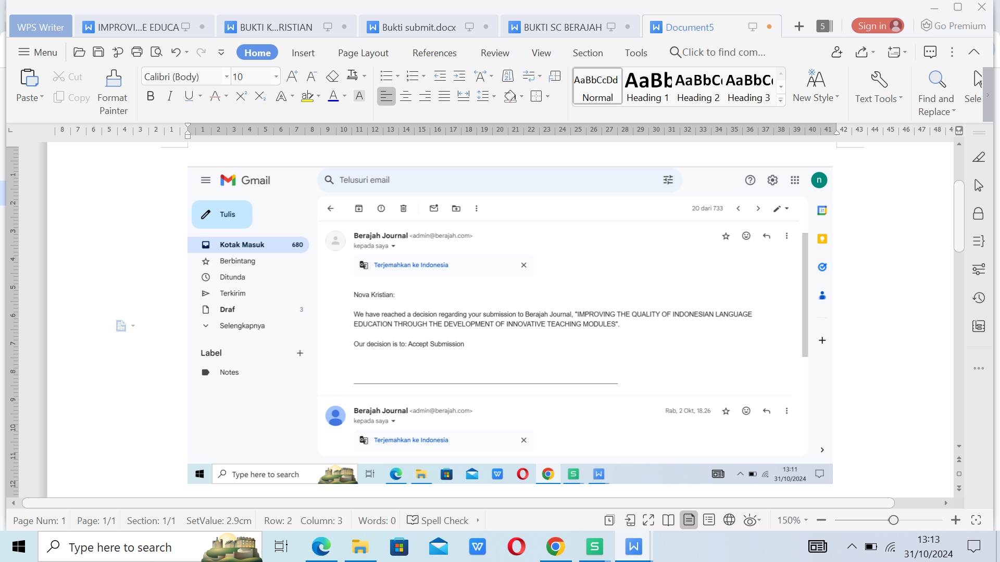 WPS Writer
IMPROVI...E EDUCA
BUKTI K...RISTIAN
Bukti submit.docx
BUKTI SC BERAJAH
Document5
5
Sign in
Go Premium
Menu
Home
Insert
Page Layout
References
Review
View
Section
Tools
Click to find com...
Paste
Cut
Copy
Format
Painter
Calibri (Body)
10
AaBbCcDd
Normal
AaBb
Heading 1
AaBbC
Heading 2
AaBbC
Heading 3
New Style
Text Tools
Find and
Replace
Sele
8 7 6 5 4 3 2 1 1 2 3 4 5 6 7 8 9 10 11 12 13 14 15 16 17 18 19 20 21 22 23 24 25 26 27 28 29 30 31 32 33 34 35 36 37 38 39 40 41 42 43 44 45 46 47 48
1
2
3
4
5
6
7
8
9
10
11
12
Gmail
Telusuri email
n
Tulis
Kotak Masuk 680
Berbintang
Ditunda
Terkirim
Draf 3
Selengkapnya
Label
Notes
20 dari 733
31
Berajah Journal <admin@berajah.com>
kepada saya
Terjemahkan ke Indonesia
Nova Kristian:
We have reached a decision regarding your submission to Berajah Journal, "IMPROVING THE QUALITY OF INDONESIAN LANGUAGE
EDUCATION THROUGH THE DEVELOPMENT OF INNOVATIVE TEACHING MODULES".
Our decision is to: Accept Submission
Berajah Journal <admin@berajah.com>
Rab, 2 Okt, 18.26
kepada saya
Terjemahkan ke Indonesia
Type here to search
13:11
31/10/2024
Page Num: 1
Page: 1/1
Section: 1/1
SetValue: 2.9cm
Row: 2
Column: 3
Words: 0
Spell Check
150%
Type here to search
13:13
31/10/2024